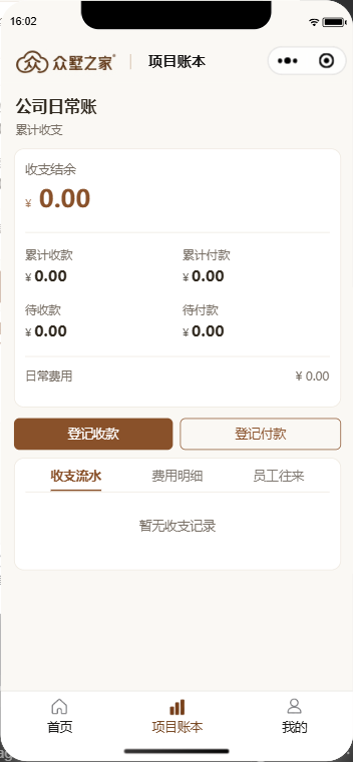 16:02
众墅之家® 项目账本
公司日常账
累计收支
收支结余
¥ 0.00
累计收款 累计付款
¥ 0.00 ¥ 0.00
待收款 待付款
¥ 0.00 ¥ 0.00
日常费用 ¥ 0.00
登记收款 登记付款
收支流水 费用明细 员工往来
暂无收支记录
首页 项目账本 我的